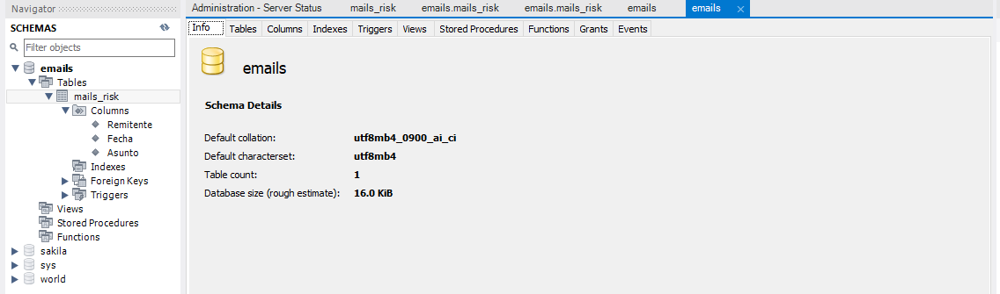 Navigator
SCHEMAS
Filter objects
emails
Tables
mails_risk
Columns
Remitente
Fecha
Asunto
Indexes
Foreign Keys
Triggers
Views
Stored Procedures
Functions
sakila
sys
world
Administration - Server Status mails_risk emails.mails_risk emails.mails_risk emails emails
Info Tables Columns Indexes Triggers Views Stored Procedures Functions Grants Events
emails
Schema Details
Default collation: utf8mb4_0900_ai_ci
Default characterset: utf8mb4
Table count: 1
Database size (rough estimate): 16.0 KiB